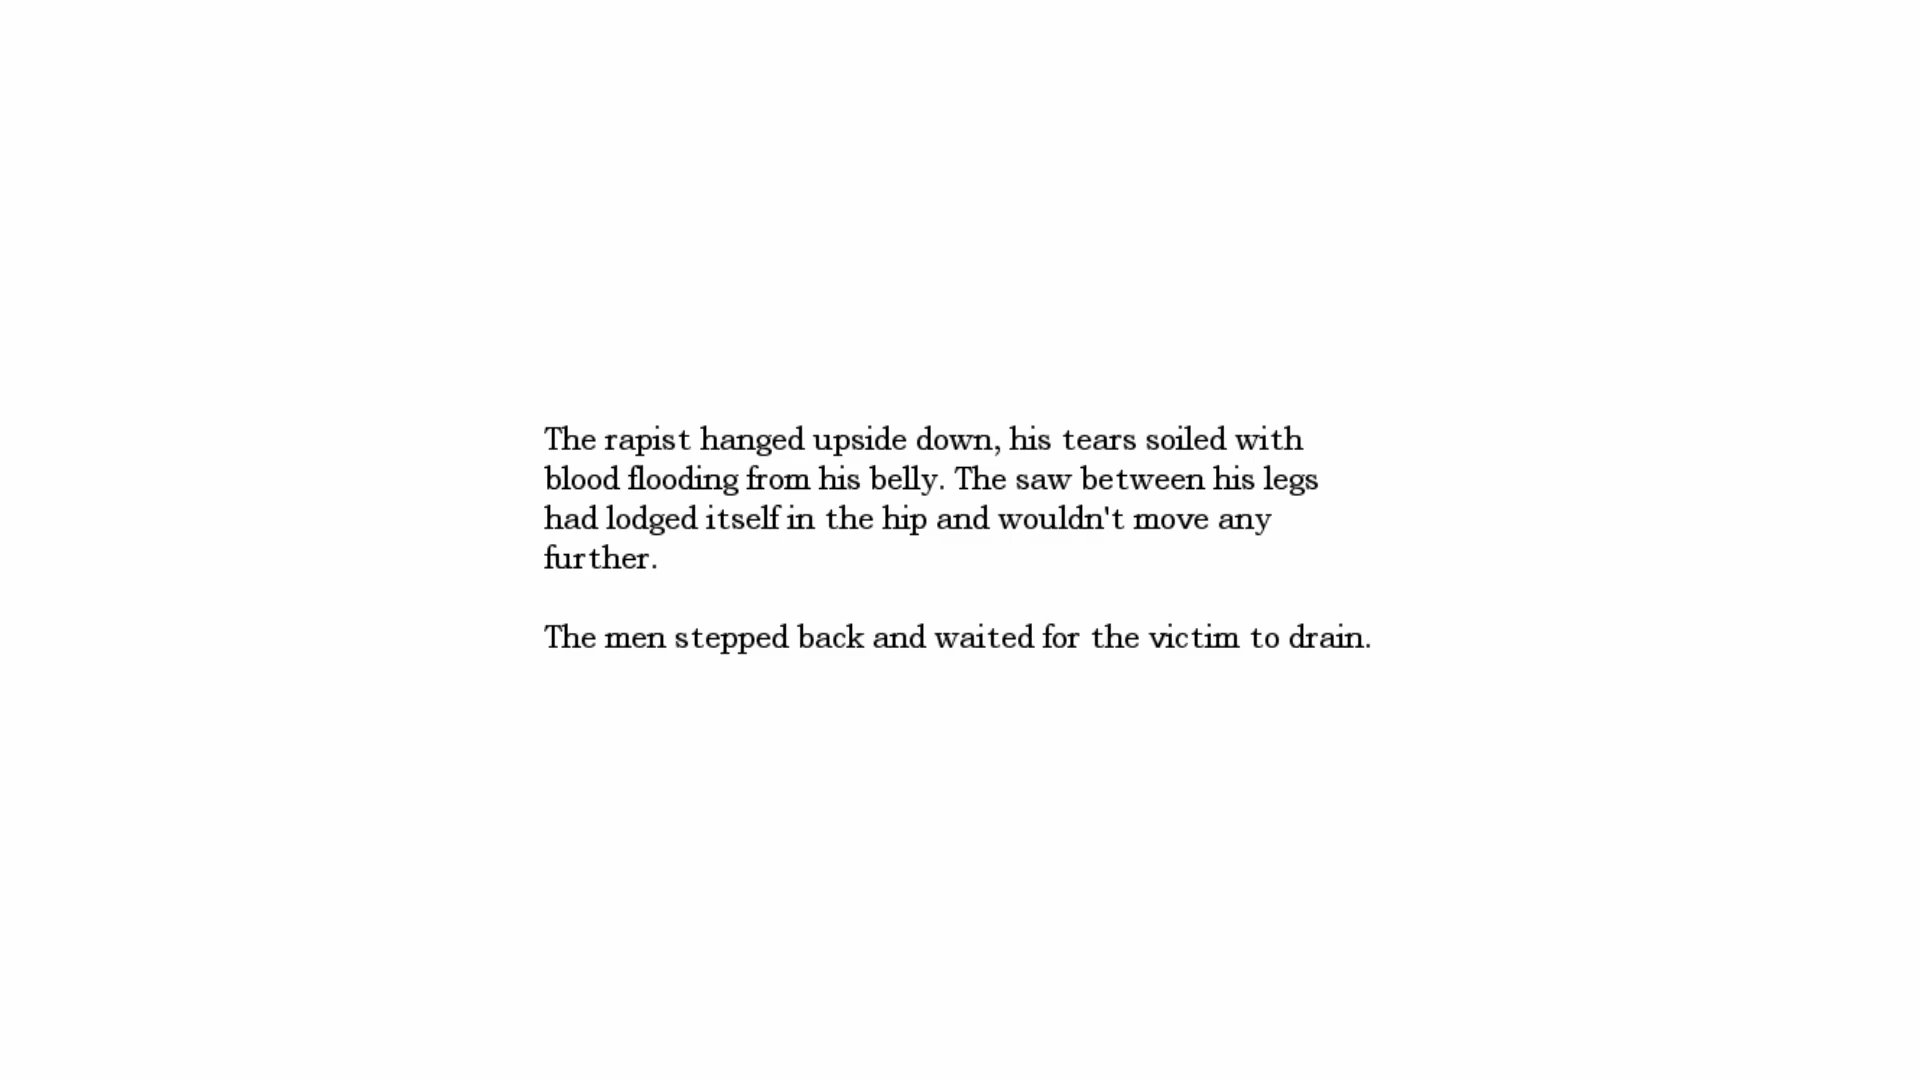 The rapist hanged upside down, his tears soiled with
blood flooding from his belly. The saw between his legs
had lodged itself in the hip and wouldn't move any
further.
The men stepped back and waited for the victim to drain.